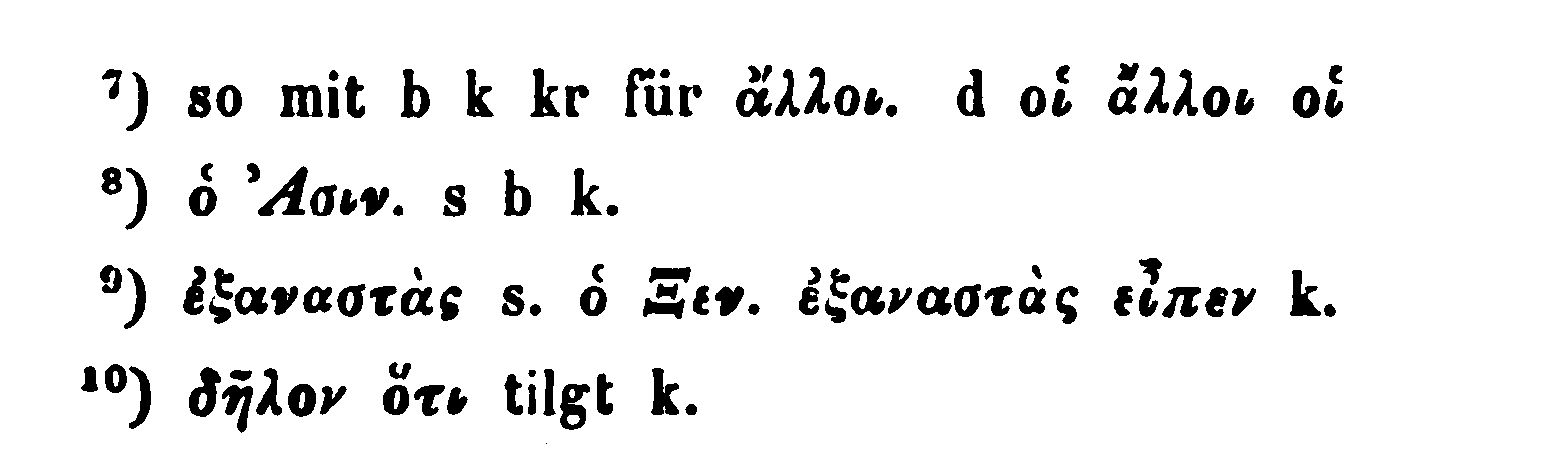 ⁷) so mit b k kr für ἄλλοι. d οἱ ἄλλοι οἱ
⁸) ὁ Ἀσιν. s b k.
⁹) ἐξαναστὰς s. ὁ Ξεν. ἐξαναστὰς εἶπεν k.
¹⁰) δῆλον ὅτι tilgt k.